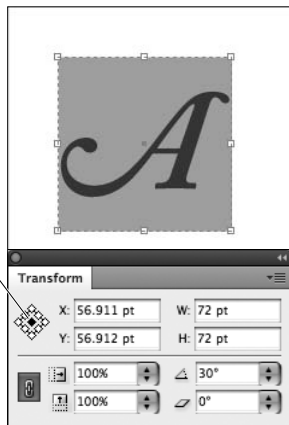 A
Transform
X: 56.911 pt W: 72 pt
Y: 56.912 pt H: 72 pt
100% 30°
100% 0°